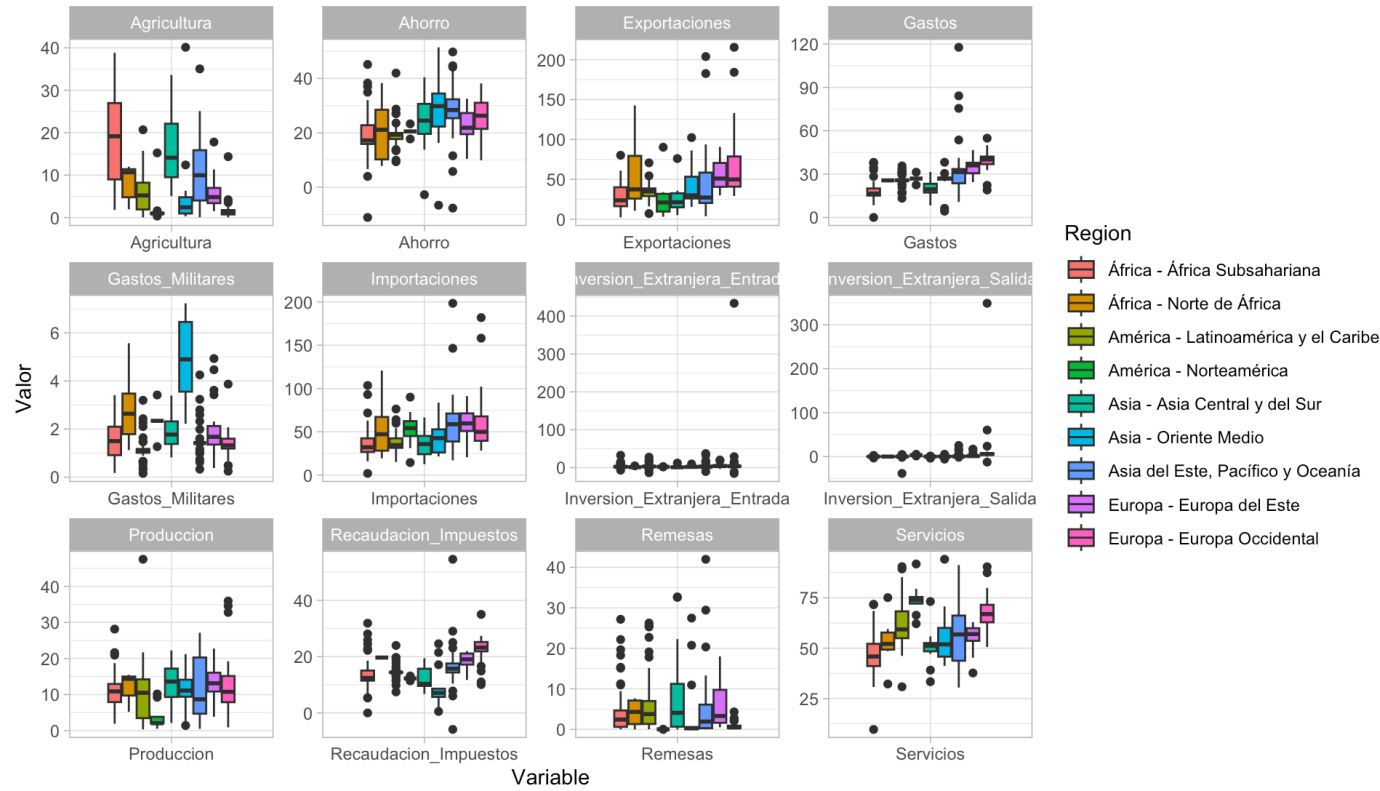 Agricultura Ahorro Exportaciones Gastos
40
30
20
10
0
40
20
0
200
150
100
50
0
120
90
60
30
0
Agricultura Ahorro Exportaciones Gastos
Gastos_Militares Importaciones nversion_Extranjera_Entrad nversion_Extranjera_Salida
6
4
2
0
200
150
100
50
0
400
300
200
100
0
300
200
100
0
Gastos_Militares Importaciones Inversion_Extranjera_Entrada Inversion_Extranjera_Salida
Produccion Recaudacion_Impuestos Remesas Servicios
40
30
20
10
0
40
20
0
40
30
20
10
0
75
50
25
Produccion Recaudacion_Impuestos Remesas Servicios
Valor
Variable
Region
África - África Subsahariana
África - Norte de África
América - Latinoamérica y el Caribe
América - Norteamérica
Asia - Asia Central y del Sur
Asia - Oriente Medio
Asia del Este, Pacífico y Oceanía
Europa - Europa del Este
Europa - Europa Occidental